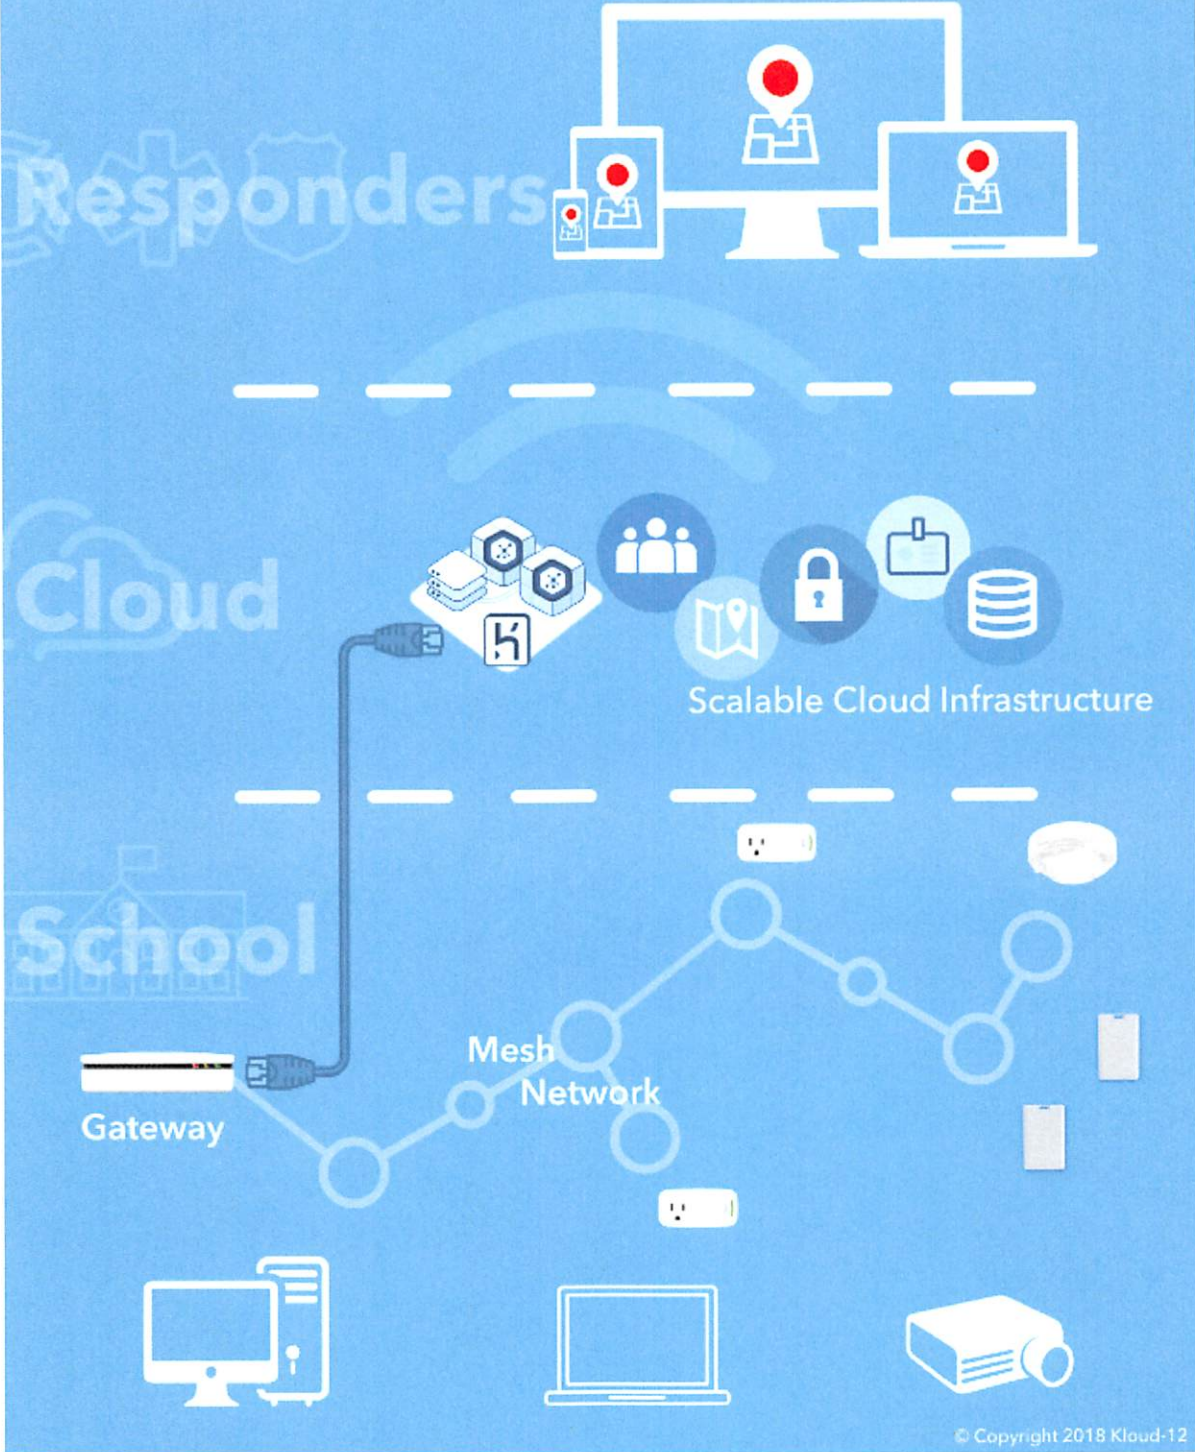 Responders
Cloud
Scalable Cloud Infrastructure
School
Mesh
Network
Gateway
© Copyright 2018 Kloud-12